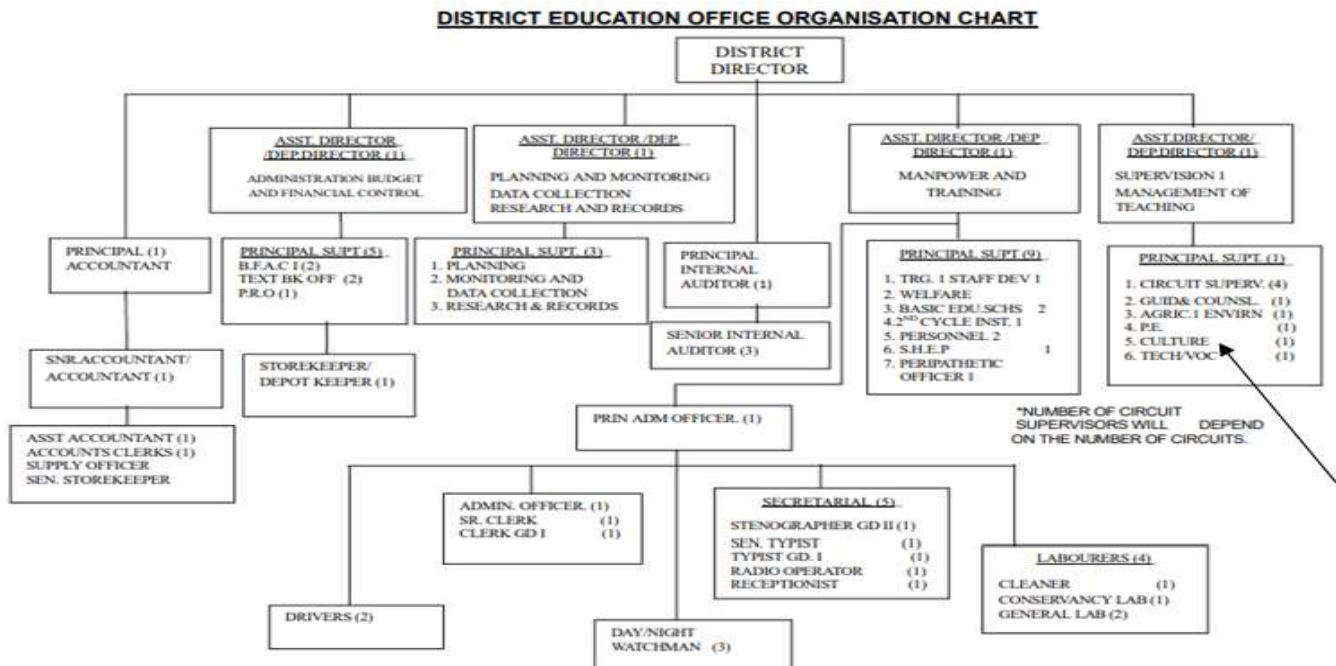 DISTRICT EDUCATION OFFICE ORGANISATION CHART
DISTRICT
DIRECTOR
ASST. DIRECTOR
/DEP.DIRECTOR (1)
ADMINISTRATION BUDGET
AND FINANCIAL CONTROL
ASST. DIRECTOR /DEP.
DIRECTOR (1)
PLANNING AND MONITORING
DATA COLLECTION
RESEARCH AND RECORDS
ASST. DIRECTOR /DEP
DIRECTOR (1)
MANPOWER AND
TRAINING
ASST.DIRECTOR/
DEP.DIRECTOR (1)
SUPERVISION 1
MANAGEMENT OF
TEACHING
PRINCIPAL (1)
ACCOUNTANT
PRINCIPAL SUPT (5)
B.F.A.C I (2)
TEXT BK OFF (2)
P.R.O (1)
PRINCIPAL SUPT. (3)
1. PLANNING
2. MONITORING AND
DATA COLLECTION
3. RESEARCH & RECORDS
PRINCIPAL
INTERNAL
AUDITOR (1)
PRINCIPAL SUPT (9)
1. TRG. 1 STAFF DEV 1
2. WELFARE
3. BASIC EDU.SCHS 2
4.2ND CYCLE INST. 1
5. PERSONNEL 2
6. S.H.E.P 1
7. PERIPATHETIC
OFFICER 1
PRINCIPAL SUPT. (1)
1. CIRCUIT SUPERV. (4)
2. GUID& COUNSL. (1)
3. AGRIC.1 ENVIRN (1)
4. P.E. (1)
5. CULTURE (1)
6. TECH/VOC (1)
SENIOR INTERNAL
AUDITOR (3)
SNR.ACCOUNTANT/
ACCOUNTANT (1)
STOREKEEPER/
DEPOT KEEPER (1)
*NUMBER OF CIRCUIT
SUPERVISORS WILL DEPEND
ON THE NUMBER OF CIRCUITS.
PRIN ADM OFFICER. (1)
ASST ACCOUNTANT (1)
ACCOUNTS CLERKS (1)
SUPPLY OFFICER
SEN. STOREKEEPER
ADMIN. OFFICER. (1)
SR. CLERK (1)
CLERK GD I (1)
SECRETARIAL (5)
STENOGRAPHER GD II (1)
SEN. TYPIST (1)
TYPIST GD. I (1)
RADIO OPERATOR (1)
RECEPTIONIST (1)
LABOURERS (4)
CLEANER (1)
CONSERVANCY LAB (1)
GENERAL LAB (2)
DRIVERS (2)
DAY/NIGHT
WATCHMAN (3)